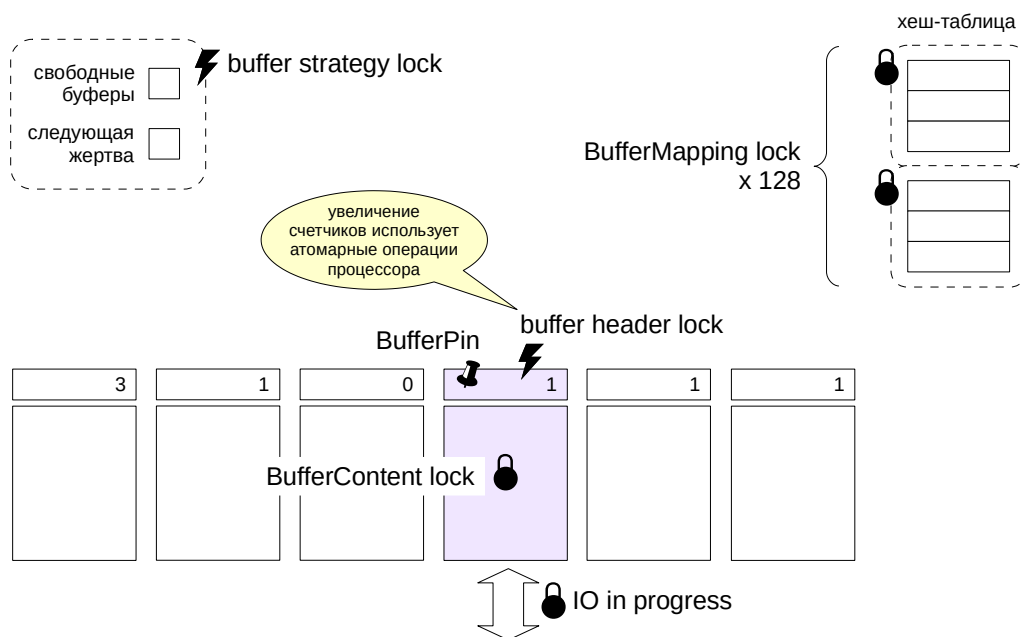 хеш-таблица
свободные
буферы
buffer strategy lock
следующая
жертва
BufferMapping lock
x 128
увеличение
счетчиков использует
атомарные операции
процессора
buffer header lock
BufferPin
3
1
0
1
1
1
BufferContent lock
IO in progress